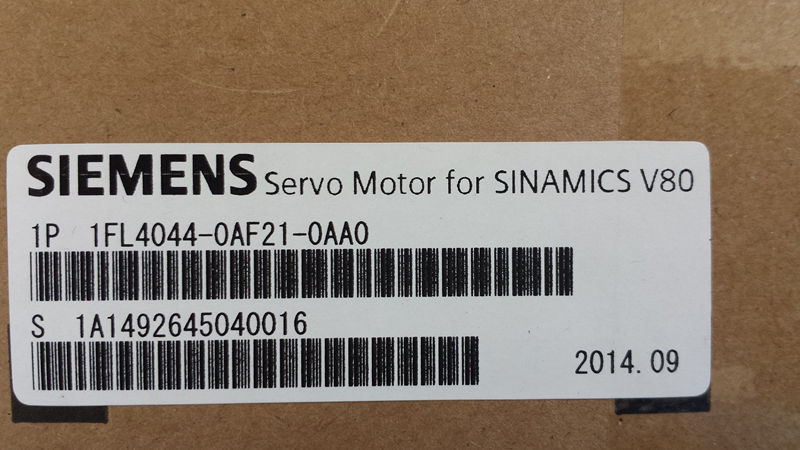 SIEMENS Servo Motor for SINAMICS V80
1P 1FL4044-0AF21-0AA0
S 1A1492645040016
2014.09